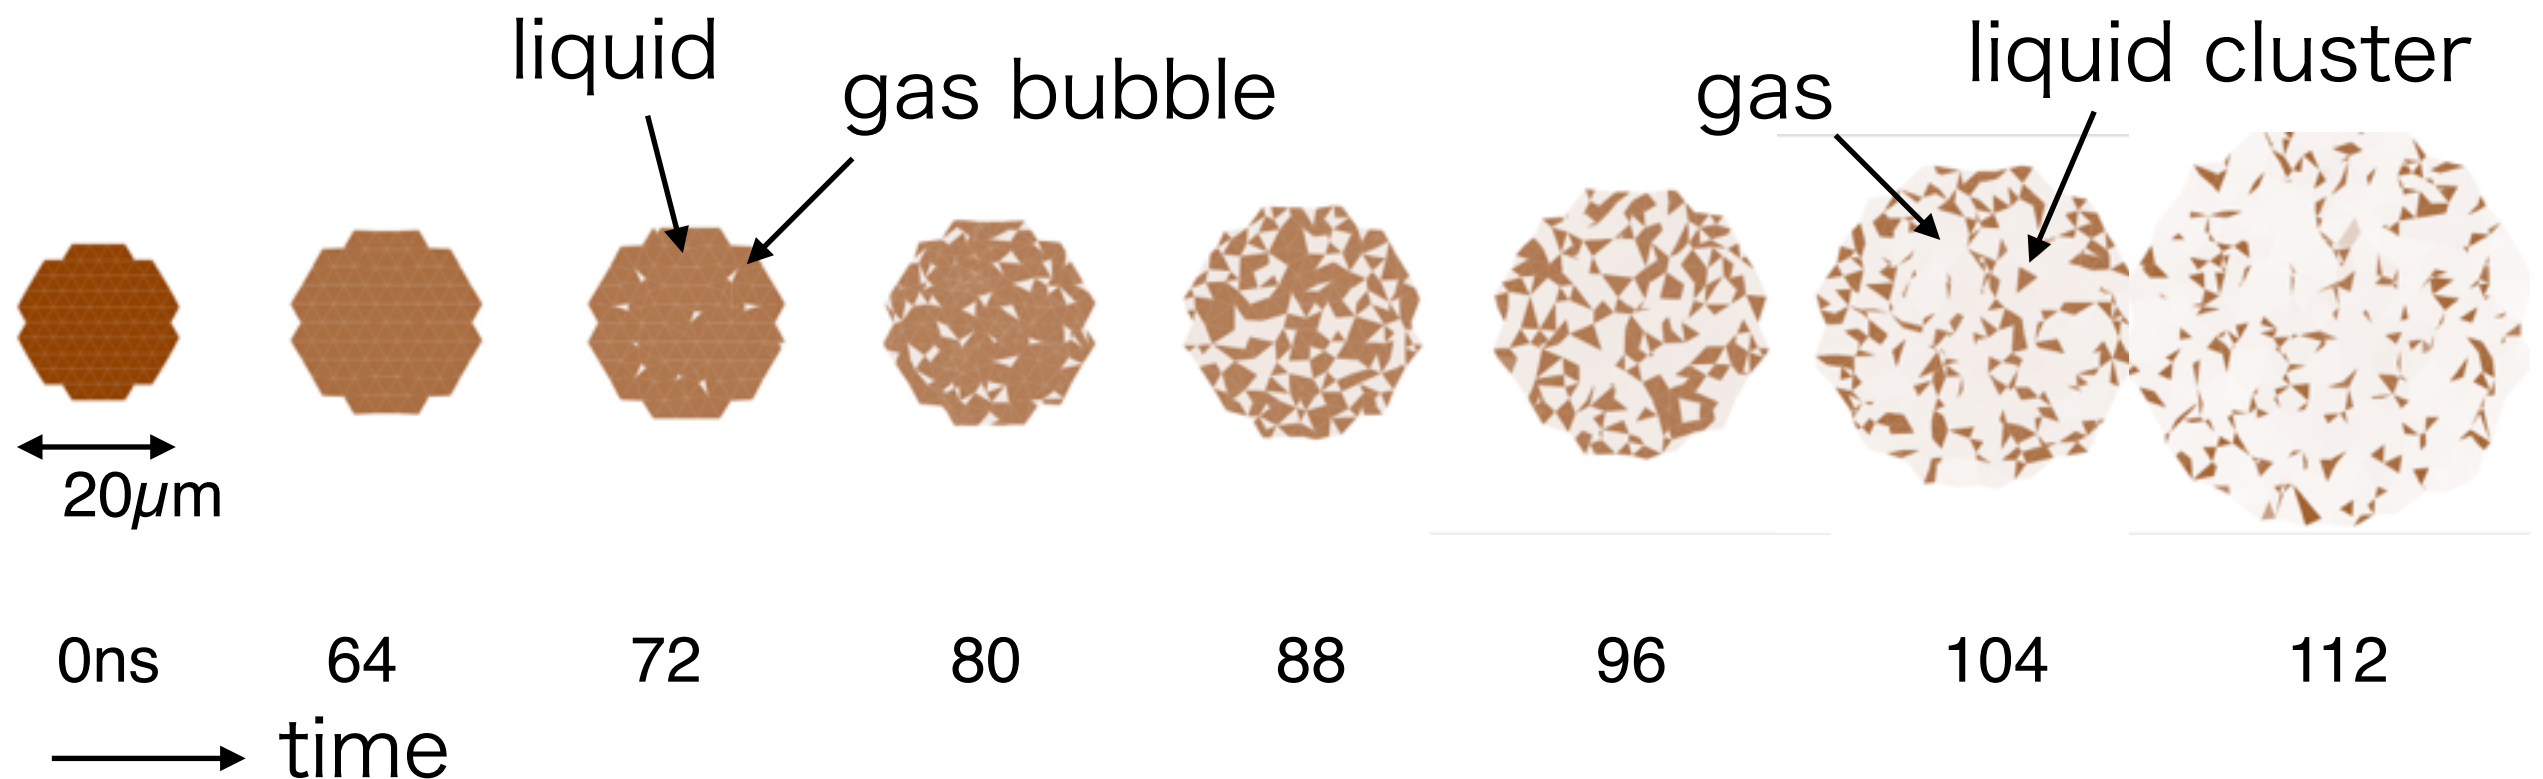 liquid
gas bubble
gas
liquid cluster
20μm
0ns
64
72
80
88
96
104
112
time